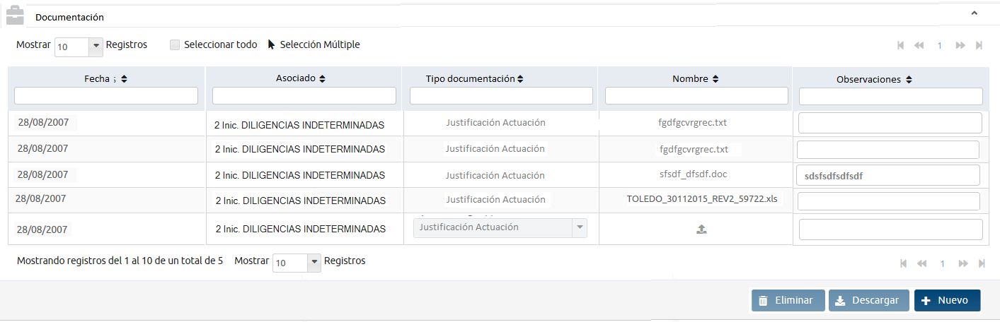 Documentación
Mostrar 10 Registros Seleccionar todo Selección Múltiple 1
Fecha ; Asociado Tipo documentación Nombre Observaciones
28/08/2007 2 Inic. DILIGENCIAS INDETERMINADAS Justificación Actuación fgdfgcvrgrec.txt
28/08/2007 2 Inic. DILIGENCIAS INDETERMINADAS Justificación Actuación fgdfgcvrgrec.txt
28/08/2007 2 Inic. DILIGENCIAS INDETERMINADAS Justificación Actuación sfsdf_dfsdf.doc sdsfsdfsdfsdf
28/08/2007 2 Inic. DILIGENCIAS INDETERMINADAS Justificación Actuación TOLEDO_30112015_REV2_59722.xls
28/08/2007 2 Inic. DILIGENCIAS INDETERMINADAS Justificación Actuación
Mostrando registros del 1 al 10 de un total de 5 Mostrar 10 Registros 1
Eliminar Descargar Nuevo